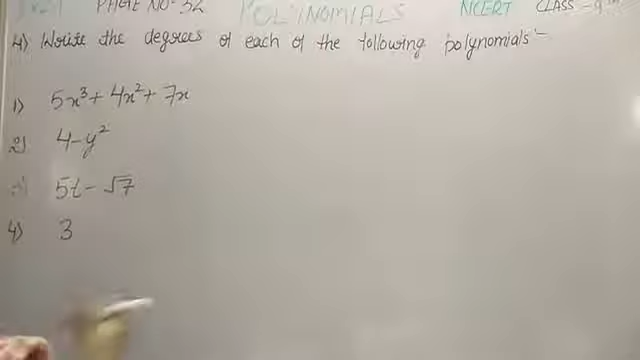 PAGE NO- 32 POLYNOMIALS NCERT CLASS-9th
4) Write the degrees of each of the following polynomials-
1) 5x³ + 4x² + 7x
2) 4-y²
5t - √7
4) 3